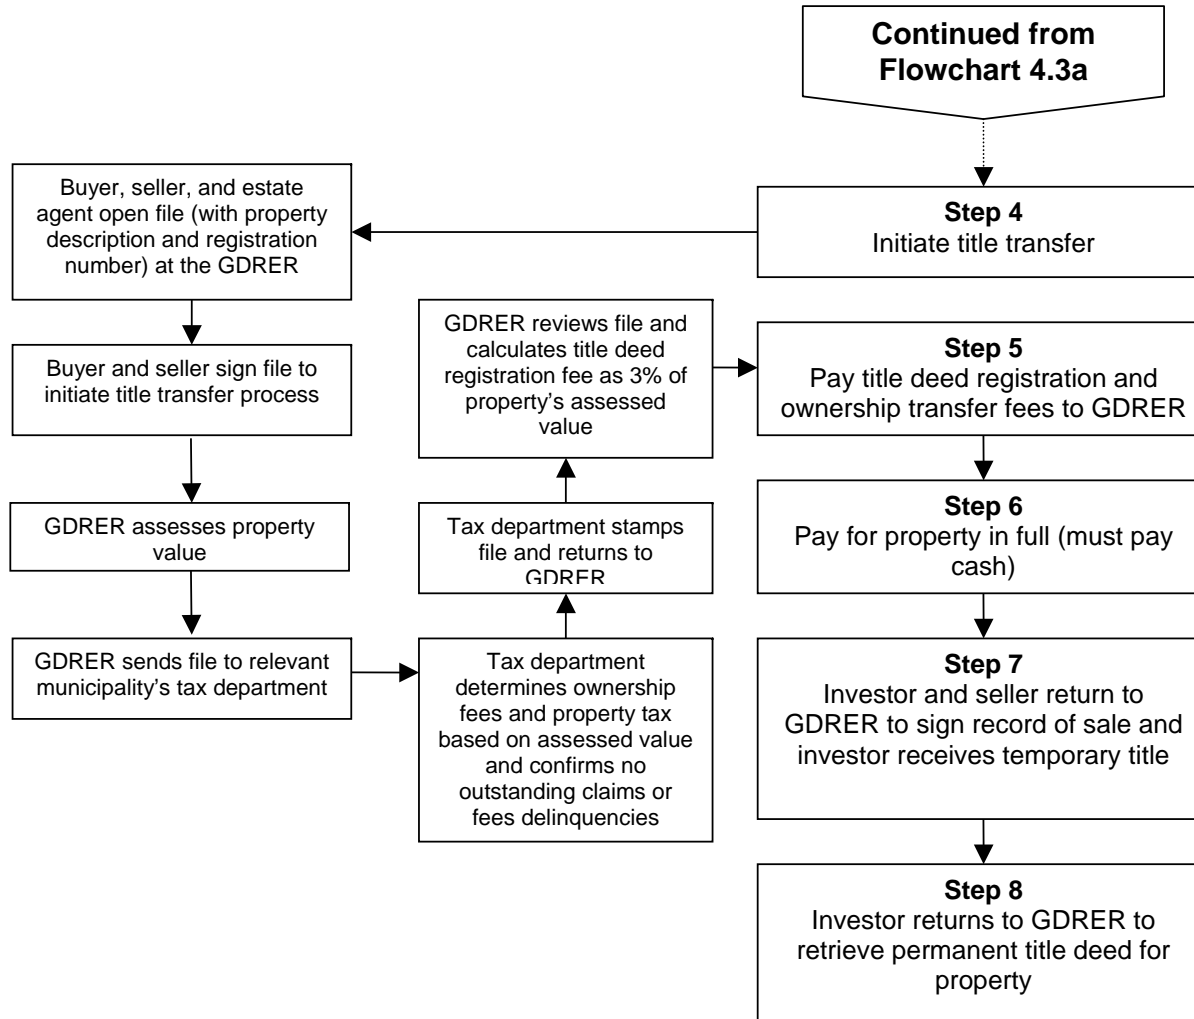 Continued from
Flowchart 4.3a
Step 4
Initiate title transfer
Buyer, seller, and estate
agent open file (with property
description and registration
number) at the GDRER
Buyer and seller sign file to
initiate title transfer process
GDRER assesses property
value
GDRER sends file to relevant
municipality's tax department
Tax department
determines ownership
fees and property tax
based on assessed value
and confirms no
outstanding claims or
fees delinquencies
Tax department stamps
file and returns to
GDRER
GDRER reviews file and
calculates title deed
registration fee as 3% of
property's assessed
value
Step 5
Pay title deed registration and
ownership transfer fees to GDRER
Step 6
Pay for property in full (must pay
cash)
Step 7
Investor and seller return to
GDRER to sign record of sale and
investor receives temporary title
Step 8
Investor returns to GDRER to
retrieve permanent title deed for
property